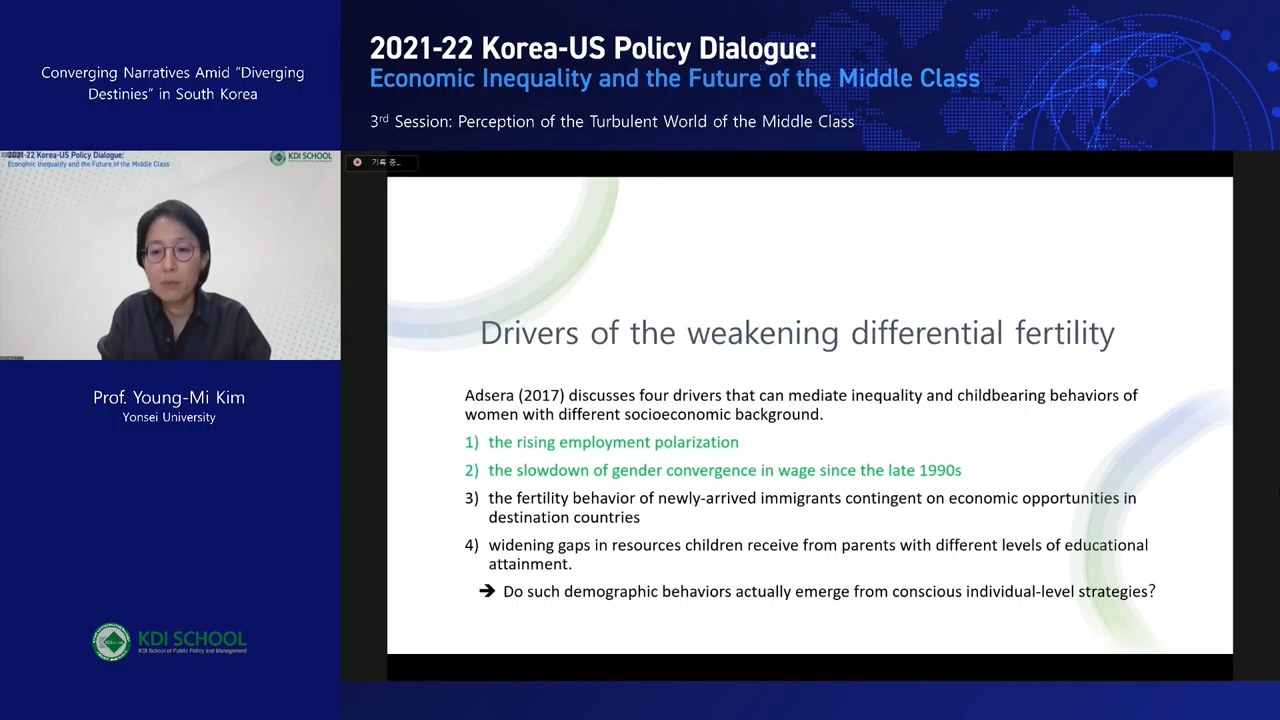 Converging Narratives Amid “Diverging
Destinies” in South Korea
2021-22 Korea-US Policy Dialogue:
Economic Inequality and the Future of the Middle Class
3rd Session: Perception of the Turbulent World of the Middle Class
2021-22 Korea-US Policy Dialogue:
Economic Inequality and the Future of the Middle Class
KDI SCHOOL
기록 중...
Prof. Young-Mi Kim
Yonsei University
KDI SCHOOL
KDI School of Public Policy and Management
Drivers of the weakening differential fertility
Adsera (2017) discusses four drivers that can mediate inequality and childbearing behaviors of
women with different socioeconomic background.
1) the rising employment polarization
2) the slowdown of gender convergence in wage since the late 1990s
3) the fertility behavior of newly-arrived immigrants contingent on economic opportunities in
destination countries
4) widening gaps in resources children receive from parents with different levels of educational
attainment.
➔ Do such demographic behaviors actually emerge from conscious individual-level strategies?